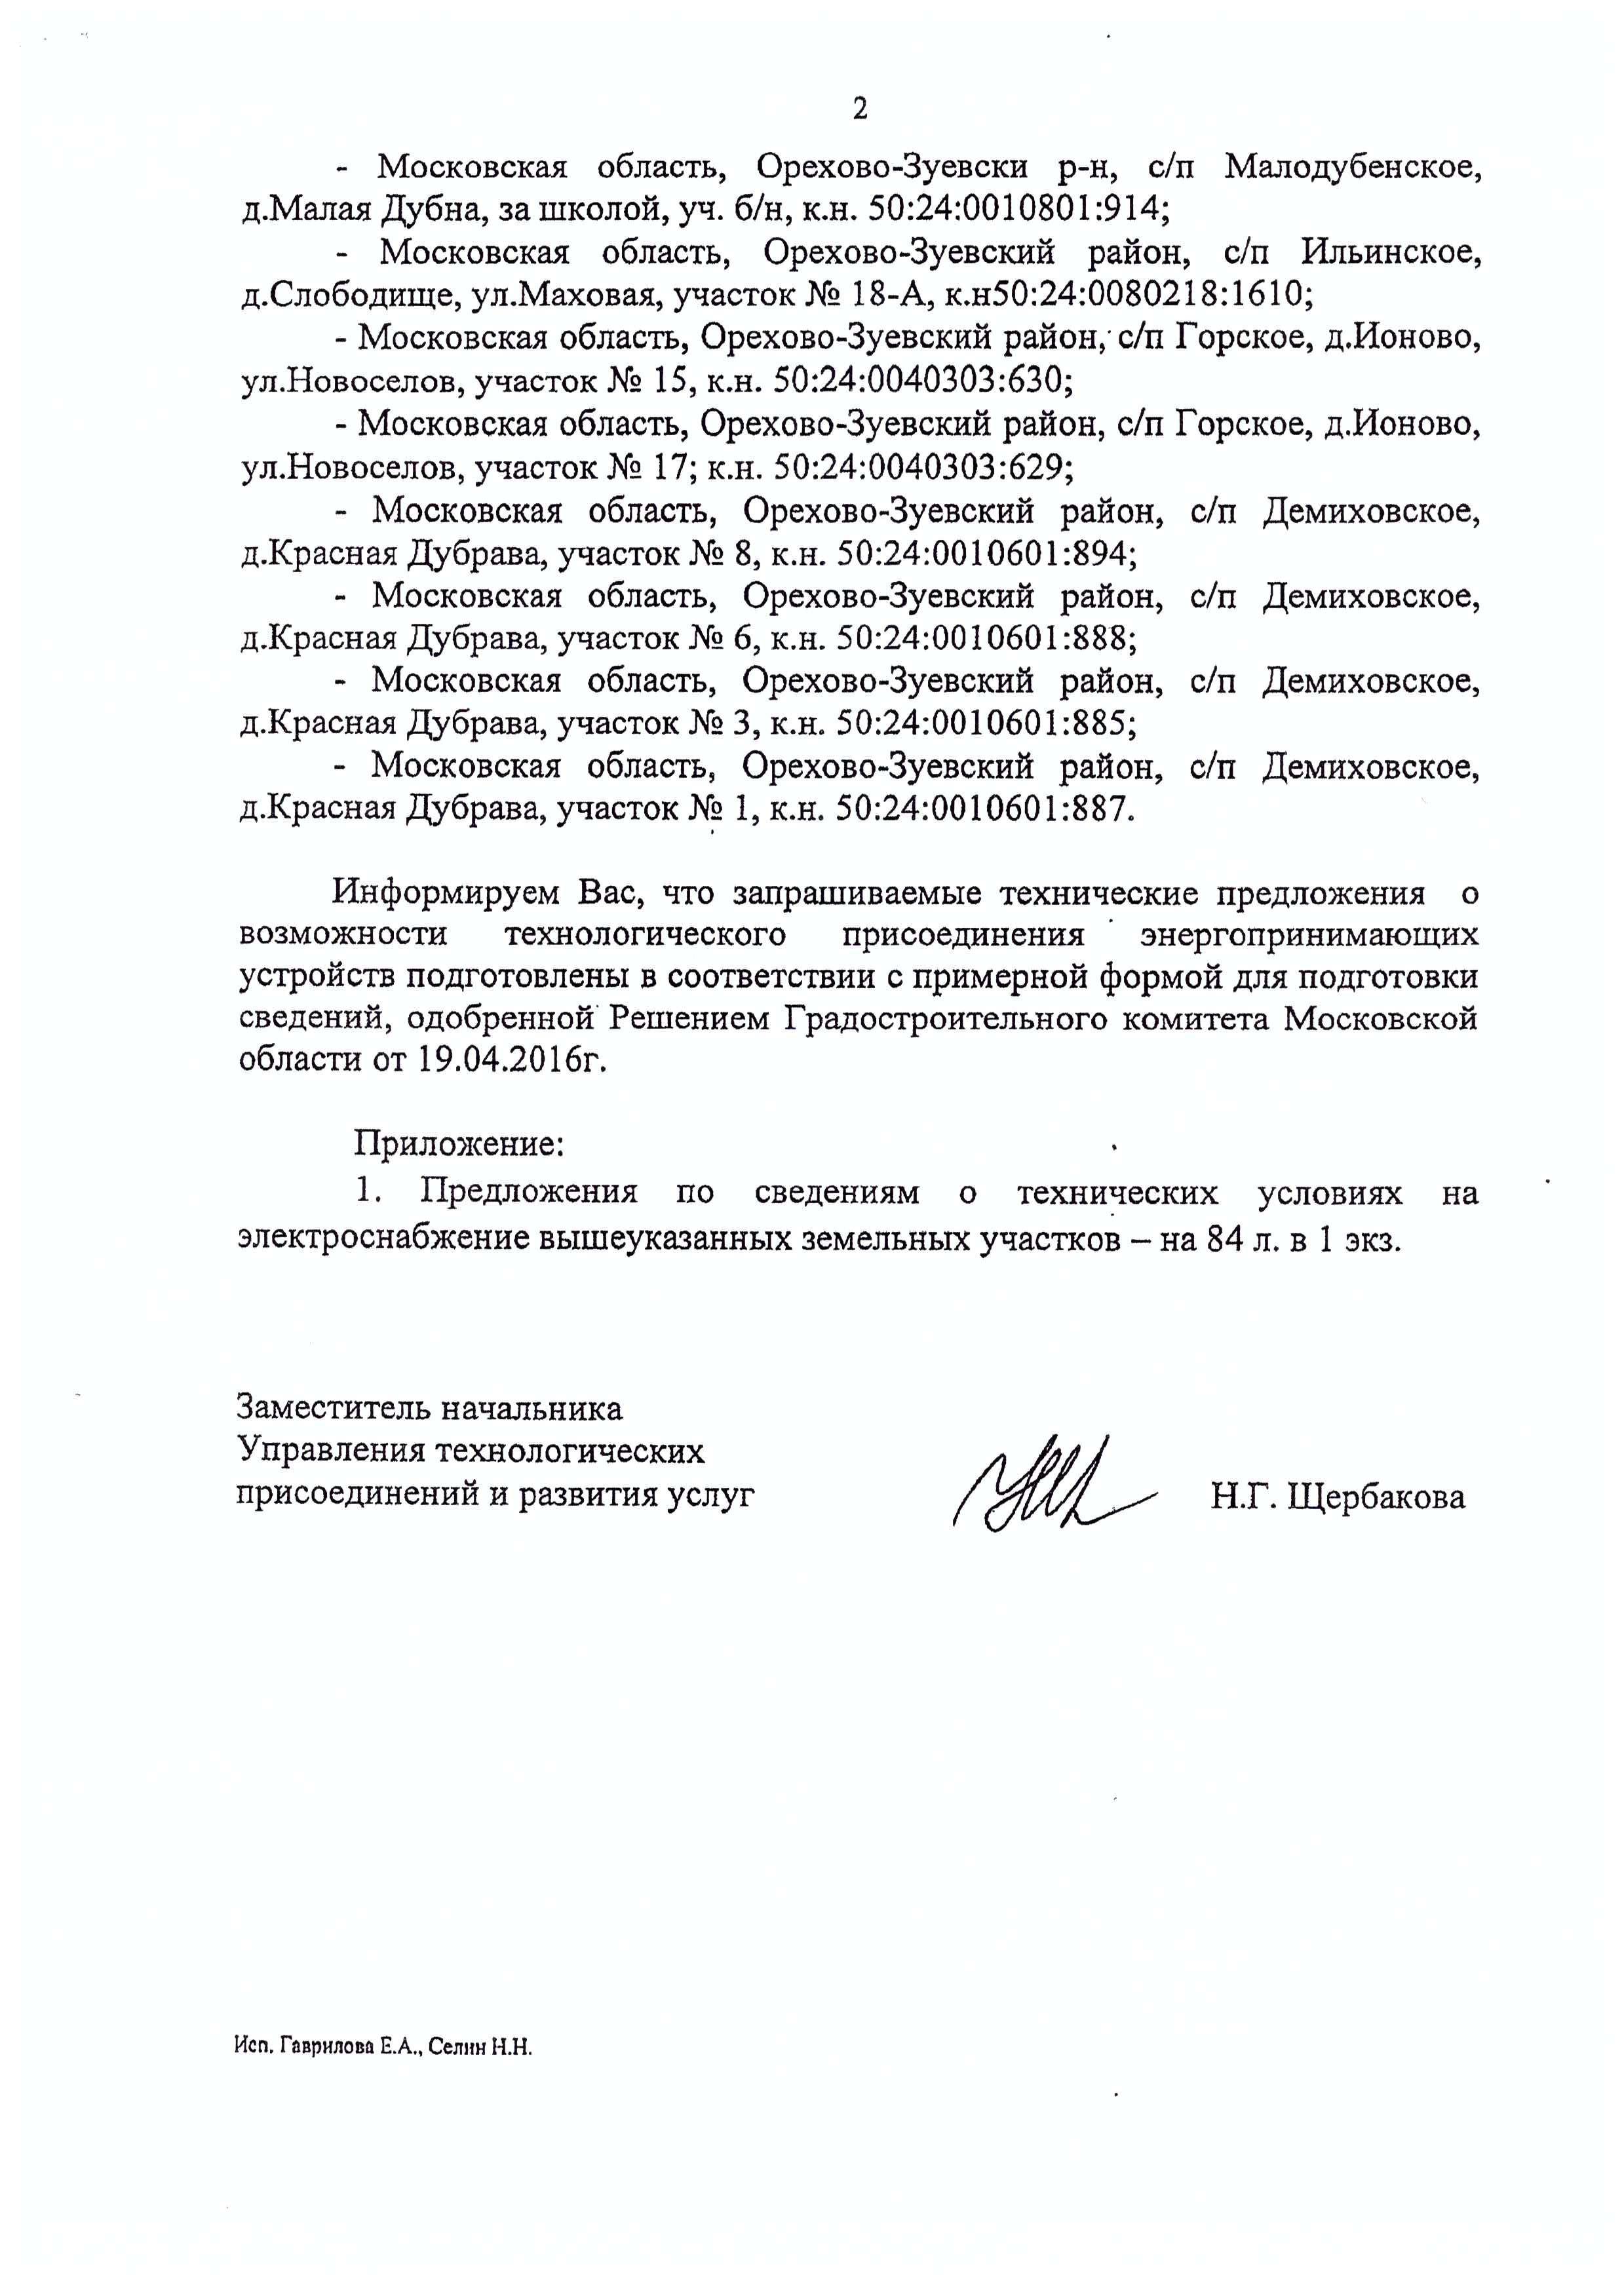 2
- Московская область, Орехово-Зуевски р-н, с/п Малодубенское,
д.Малая Дубна, за школой, уч. б/н, к.н. 50:24:0010801:914;
- Московская область, Орехово-Зуевский район, с/п Ильинское,
д.Слободище, ул.Маховая, участок № 18-А, к.н50:24:0080218:1610;
- Московская область, Орехово-Зуевский район, с/п Горское, д.Ионово,
ул.Новоселов, участок № 15, к.н. 50:24:0040303:630;
- Московская область, Орехово-Зуевский район, с/п Горское, д.Ионово,
ул.Новоселов, участок № 17; к.н. 50:24:0040303:629;
- Московская область, Орехово-Зуевский район, с/п Демиховское,
д.Красная Дубрава, участок № 8, к.н. 50:24:0010601:894;
- Московская область, Орехово-Зуевский район, с/п Демиховское,
д.Красная Дубрава, участок № 6, к.н. 50:24:0010601:888;
- Московская область, Орехово-Зуевский район, с/п Демиховское,
д.Красная Дубрава, участок № 3, к.н. 50:24:0010601:885;
- Московская область, Орехово-Зуевский район, с/п Демиховское,
д.Красная Дубрава, участок № 1, к.н. 50:24:0010601:887.
Информируем Вас, что запрашиваемые технические предложения о
возможности технологического присоединения энергопринимающих
устройств подготовлены в соответствии с примерной формой для подготовки
сведений, одобренной Решением Градостроительного комитета Московской
области от 19.04.2016г.
Приложение:
1. Предложения по сведениям о технических условиях на
электроснабжение вышеуказанных земельных участков – на 84 л. в 1 экз.
Заместитель начальника
Управления технологических
присоединений и развития услуг Н.Г. Щербакова
Исп. Гаврилова Е.А., Селин Н.Н.